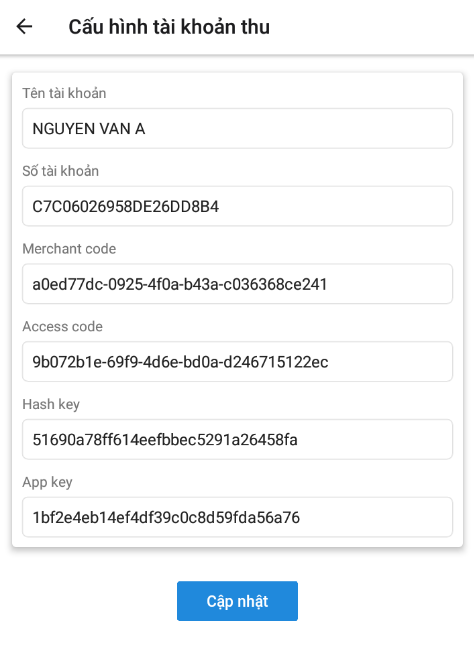 Cấu hình tài khoản thu
Tên tài khoản
NGUYEN VAN A
Số tài khoản
C7C06026958DE26DD8B4
Merchant code
a0ed77dc-0925-4f0a-b43a-c036368ce241
Access code
9b072b1e-69f9-4d6e-bd0a-d246715122ec
Hash key
51690a78ff614eefbbec5291a26458fa
App key
1bf2e4eb14ef4df39c0c8d59fda56a76
Cập nhật